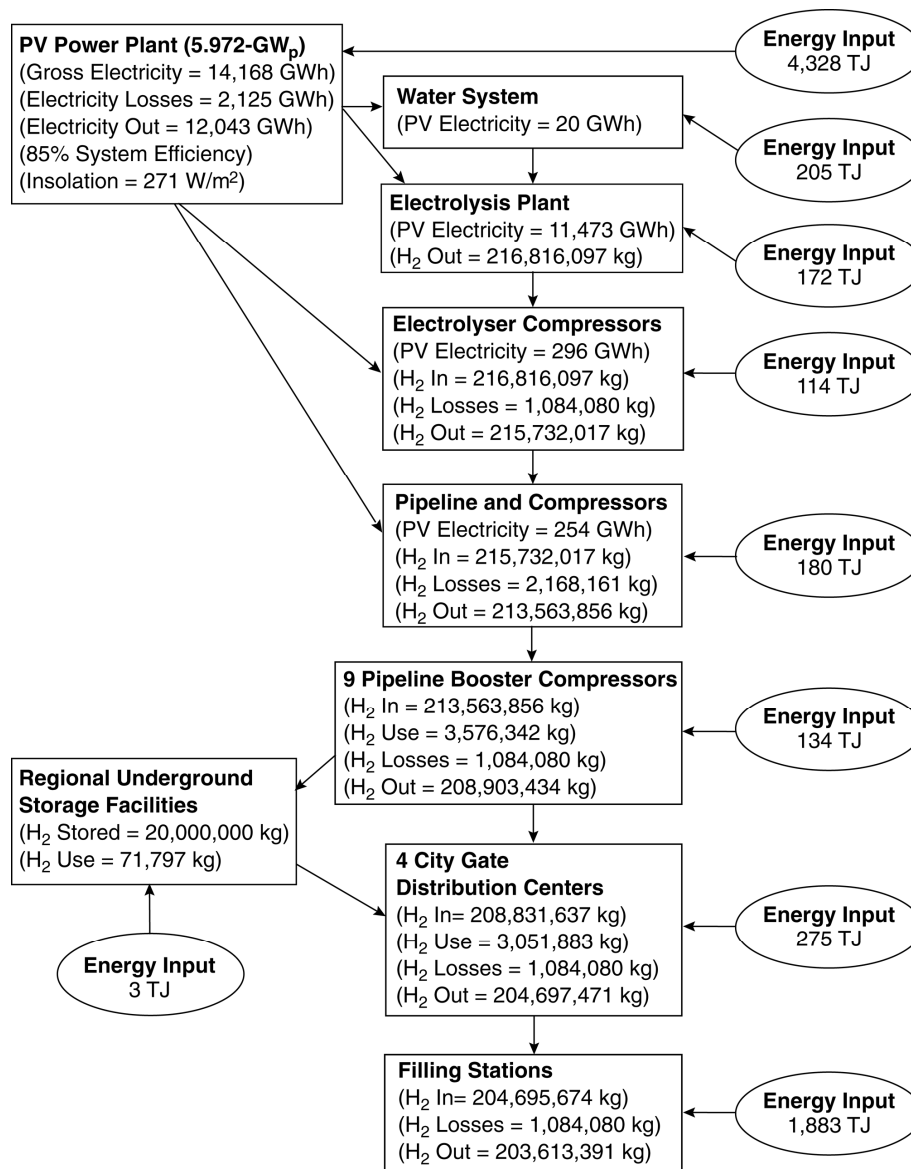 PV Power Plant (5.972-GWp)
(Gross Electricity = 14,168 GWh)
(Electricity Losses = 2,125 GWh)
(Electricity Out = 12,043 GWh)
(85% System Efficiency)
(Insolation = 271 W/m²)
Energy Input
4,328 TJ
Water System
(PV Electricity = 20 GWh)
Energy Input
205 TJ
Electrolysis Plant
(PV Electricity = 11,473 GWh)
(H₂ Out = 216,816,097 kg)
Energy Input
172 TJ
Electrolyser Compressors
(PV Electricity = 296 GWh)
(H₂ In = 216,816,097 kg)
(H₂ Losses = 1,084,080 kg)
(H₂ Out = 215,732,017 kg)
Energy Input
114 TJ
Pipeline and Compressors
(PV Electricity = 254 GWh)
(H₂ In = 215,732,017 kg)
(H₂ Losses = 2,168,161 kg)
(H₂ Out = 213,563,856 kg)
Energy Input
180 TJ
9 Pipeline Booster Compressors
(H₂ In = 213,563,856 kg)
(H₂ Use = 3,576,342 kg)
(H₂ Losses = 1,084,080 kg)
(H₂ Out = 208,903,434 kg)
Energy Input
134 TJ
Regional Underground
Storage Facilities
(H₂ Stored = 20,000,000 kg)
(H₂ Use = 71,797 kg)
Energy Input
3 TJ
4 City Gate
Distribution Centers
(H₂ In= 208,831,637 kg)
(H₂ Use = 3,051,883 kg)
(H₂ Losses = 1,084,080 kg)
(H₂ Out = 204,697,471 kg)
Energy Input
275 TJ
Filling Stations
(H₂ In= 204,695,674 kg)
(H₂ Losses = 1,084,080 kg)
(H₂ Out = 203,613,391 kg)
Energy Input
1,883 TJ